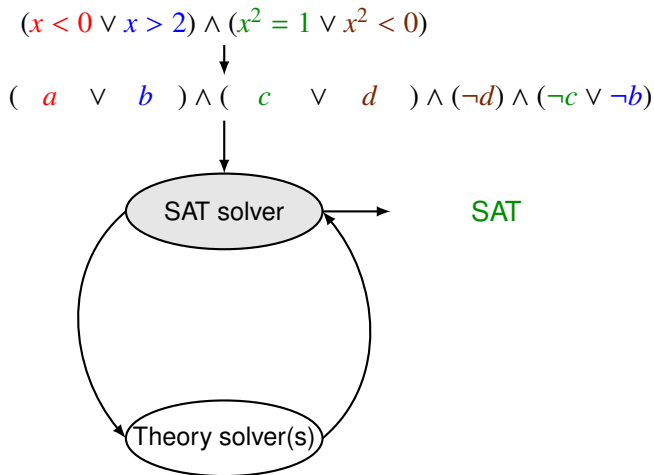 (x < 0 ∨ x > 2) ∧ (x² = 1 ∨ x² < 0)
( a ∨ b ) ∧ ( c ∨ d ) ∧ (¬d) ∧ (¬c ∨ ¬b)
SAT solver
SAT
Theory solver(s)